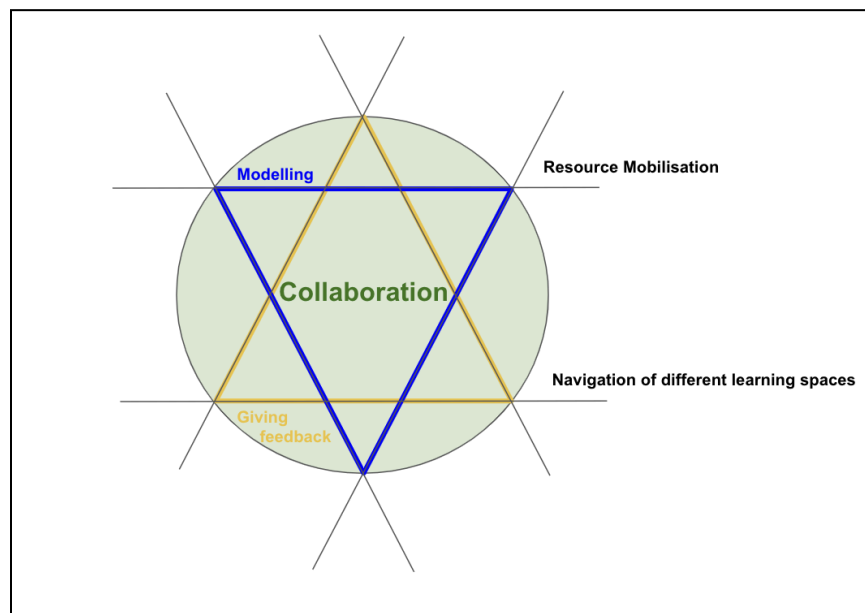 Modelling
Resource Mobilisation
Collaboration
Navigation of different learning spaces
Giving
feedback